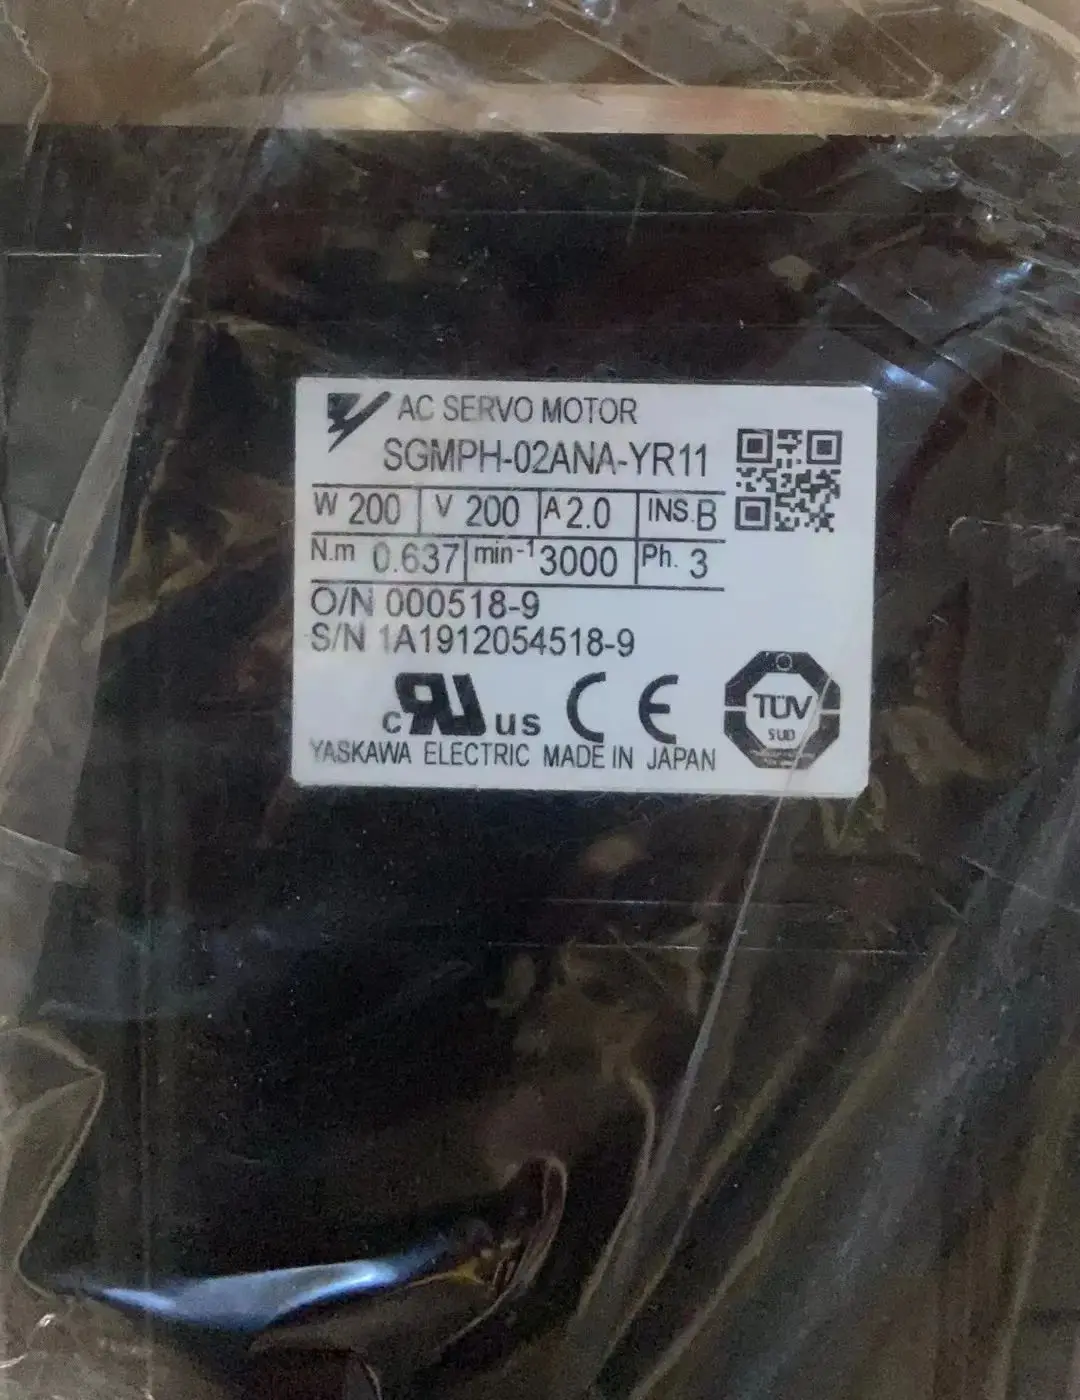 AC SERVO MOTOR
SGMPH-02ANA-YR11
W 200 V 200 A 2.0 INS. B
N.m 0.637 min-1 3000 Ph. 3
O/N 000518-9
S/N 1A1912054518-9
c RU us CE TÜV
SUD
YASKAWA ELECTRIC MADE IN JAPAN